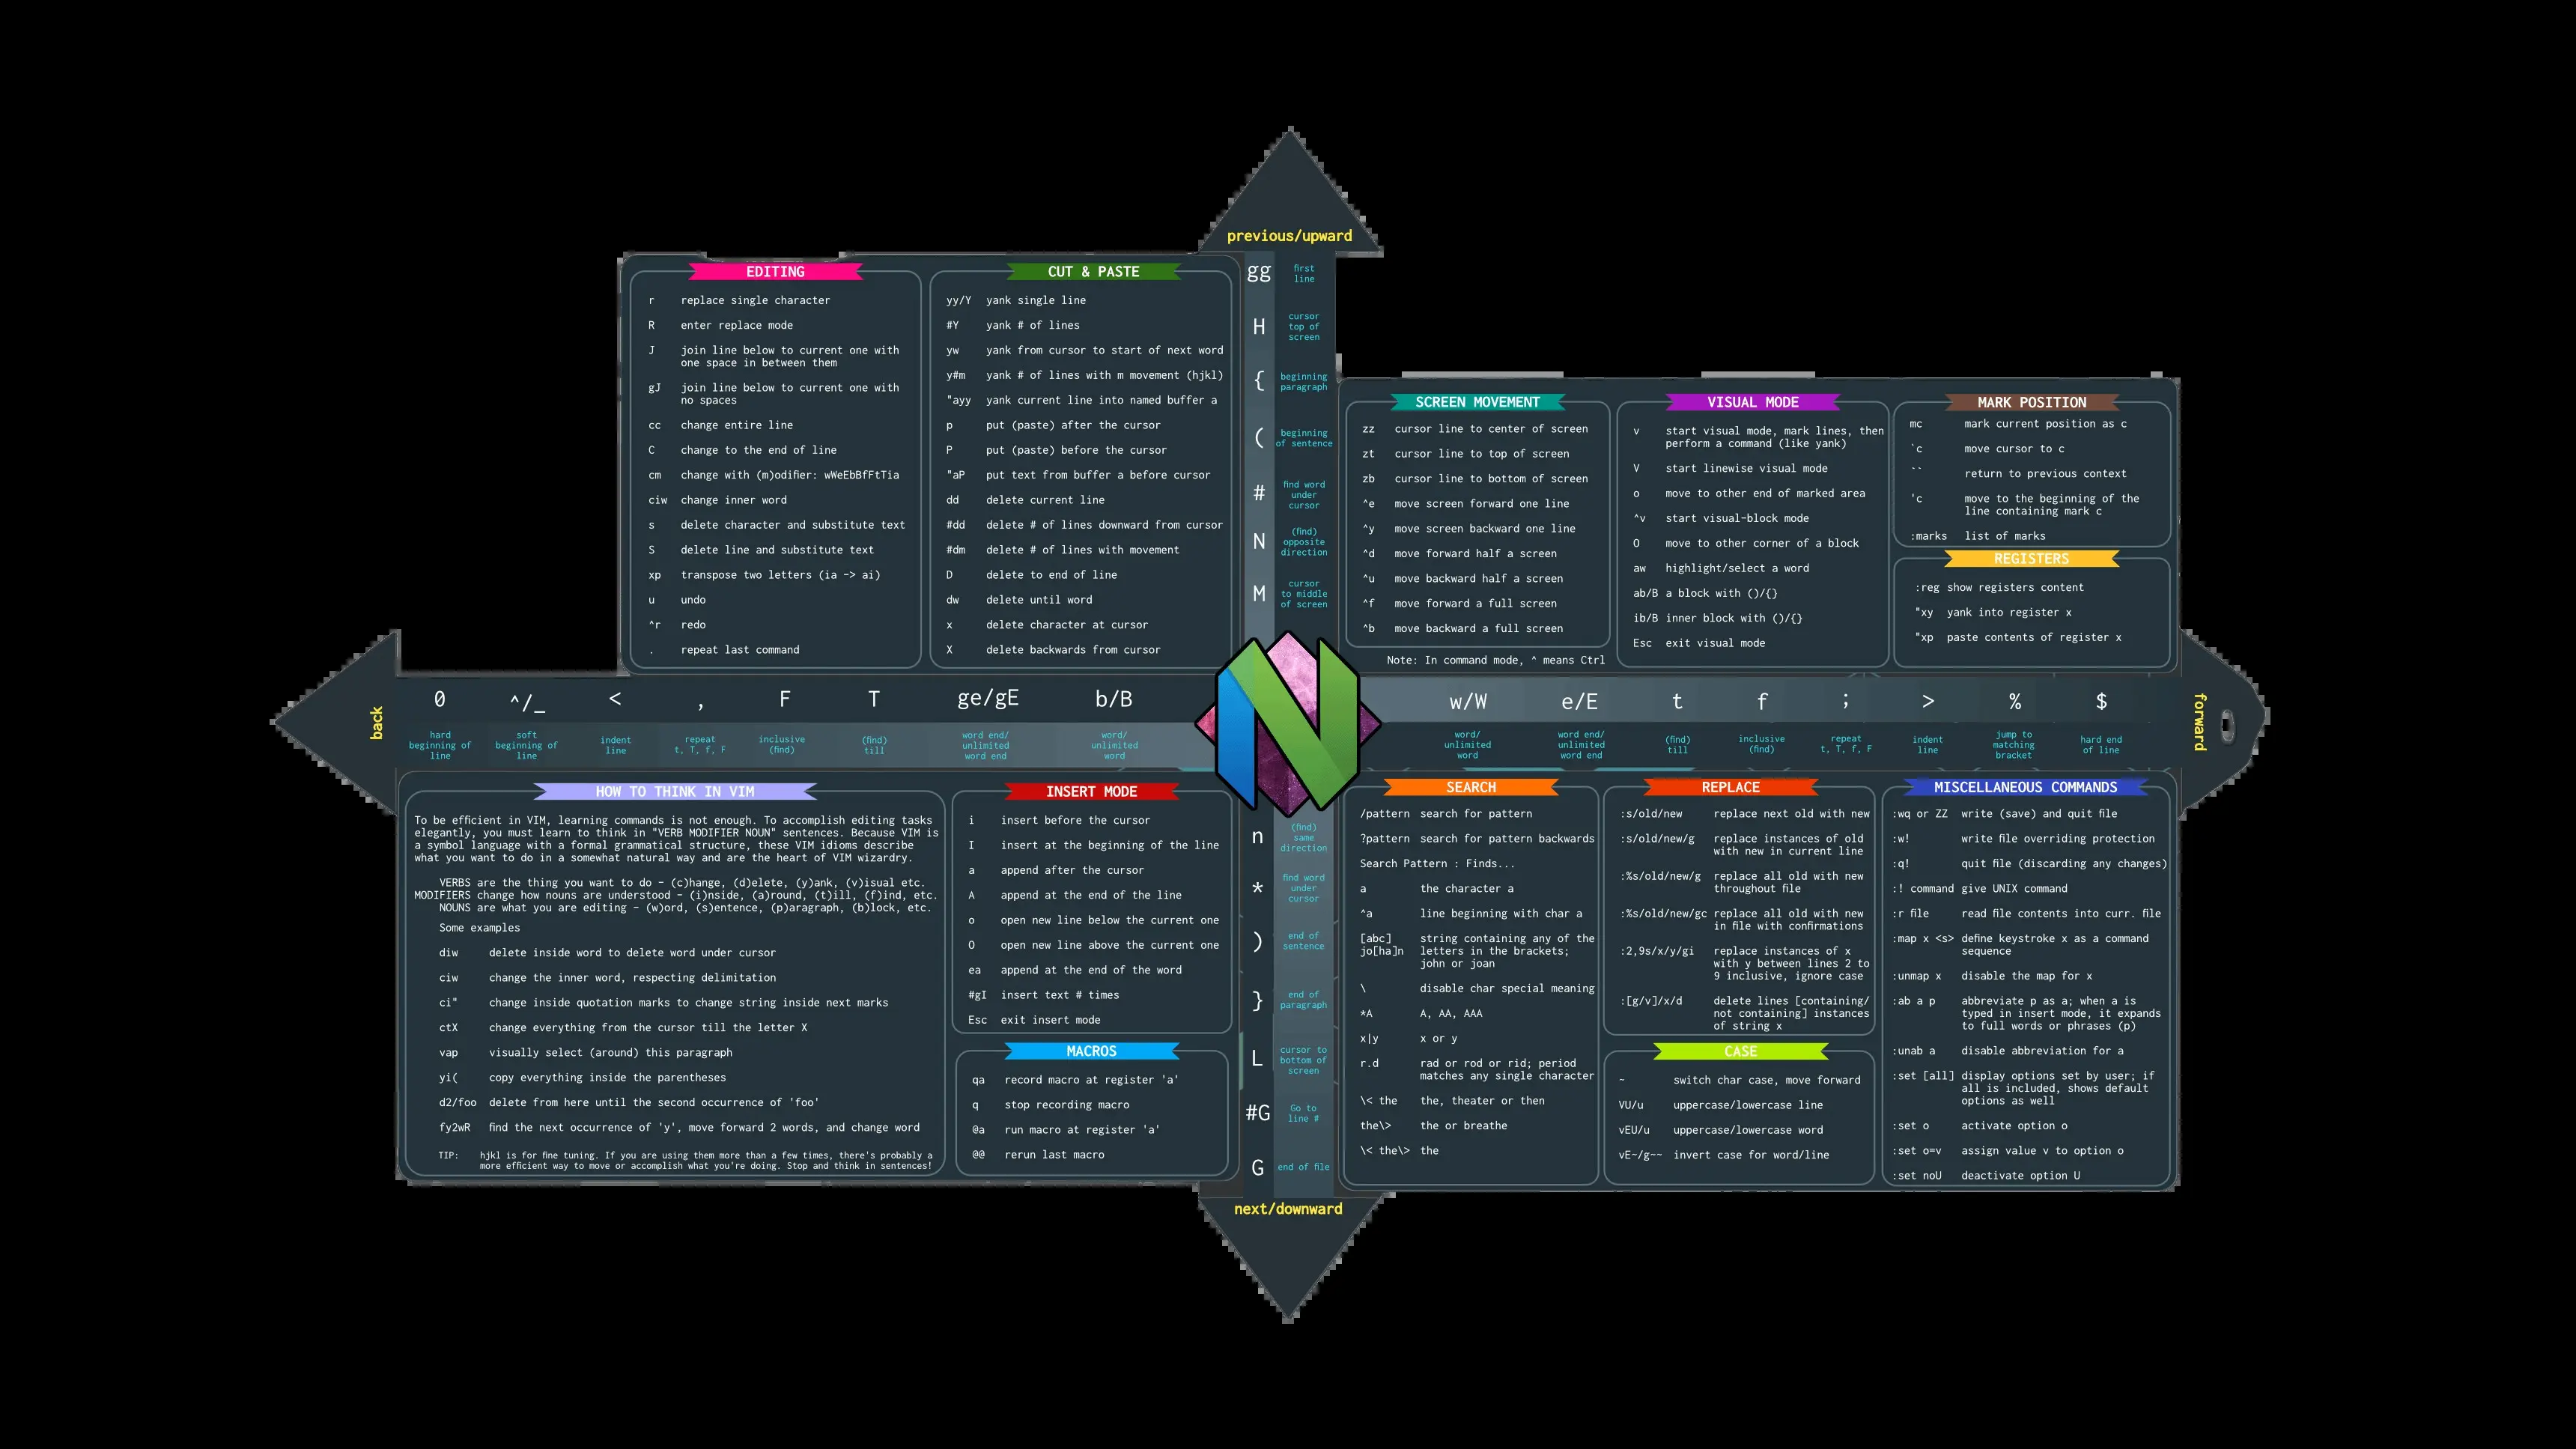 previous/upward
EDITING
r replace single character
R enter replace mode
J join line below to current one with
one space in between them
gJ join line below to current one with
no spaces
cc change entire line
C change to the end of line
cm change with (m)odifier: wWeEbBfFtTia
ciw change inner word
s delete character and substitute text
S delete line and substitute text
xp transpose two letters (ia -> ai)
u undo
^r redo
. repeat last command
CUT & PASTE
yy/Y yank single line
#Y yank # of lines
yw yank from cursor to start of next word
y#m yank # of lines with m movement (hjkl)
"ayy yank current line into named buffer a
p put (paste) after the cursor
P put (paste) before the cursor
"aP put text from buffer a before cursor
dd delete current line
#dd delete # of lines downward from cursor
#dm delete # of lines with movement
D delete to end of line
dw delete until word
x delete character at cursor
X delete backwards from cursor
gg first
line
H cursor
top of
screen
{ beginning
paragraph
( beginning
of sentence
# find word
under
cursor
N (find)
opposite
direction
M cursor
to middle
of screen
SCREEN MOVEMENT
zz cursor line to center of screen
zt cursor line to top of screen
zb cursor line to bottom of screen
^e move screen forward one line
^y move screen backward one line
^d move forward half a screen
^u move backward half a screen
^f move forward a full screen
^b move backward a full screen
Note: In command mode, ^ means Ctrl
VISUAL MODE
v start visual mode, mark lines, then
perform a command (like yank)
V start linewise visual mode
o move to other end of marked area
^v start visual-block mode
O move to other corner of a block
aw highlight/select a word
ab/B a block with ()/{}
ib/B inner block with ()/{}
Esc exit visual mode
MARK POSITION
mc mark current position as c
`c move cursor to c
`` return to previous context
'c move to the beginning of the
line containing mark c
:marks list of marks
REGISTERS
:reg show registers content
"xy yank into register x
"xp paste contents of register x
back
0 ^/_ < , F T ge/gE b/B
hard
beginning of
line
soft
beginning of
line
indent
line
repeat
t, T, f, F
inclusive
(find)
(find)
till
word end/
unlimited
word end
word/
unlimited
word
w/W e/E t f ; > % $
word/
unlimited
word
word end/
unlimited
word end
(find)
till
inclusive
(find)
repeat
t, T, f, F
indent
line
jump to
matching
bracket
hard end
of line
forward
HOW TO THINK IN VIM
To be efficient in VIM, learning commands is not enough. To accomplish editing tasks
elegantly, you must learn to think in "VERB MODIFIER NOUN" sentences. Because VIM is
a symbol language with a formal grammatical structure, these VIM idioms describe
what you want to do in a somewhat natural way and are the heart of VIM wizardry.
VERBS are the thing you want to do - (c)hange, (d)elete, (y)ank, (v)isual etc.
MODIFIERS change how nouns are understood - (i)nside, (a)round, (t)ill, (f)ind, etc.
NOUNS are what you are editing - (w)ord, (s)entence, (p)aragraph, (b)lock, etc.
Some examples
diw delete inside word to delete word under cursor
ciw change the inner word, respecting delimitation
ci" change inside quotation marks to change string inside next marks
ctX change everything from the cursor till the letter X
vap visually select (around) this paragraph
yi( copy everything inside the parentheses
d2/foo delete from here until the second occurrence of 'foo'
fy2wR find the next occurrence of 'y', move forward 2 words, and change word
TIP: hjkl is for fine tuning. If you are using them more than a few times, there's probably a
more efficient way to move or accomplish what you're doing. Stop and think in sentences!
INSERT MODE
i insert before the cursor
I insert at the beginning of the line
a append after the cursor
A append at the end of the line
o open new line below the current one
O open new line above the current one
ea append at the end of the word
#gI insert text # times
Esc exit insert mode
MACROS
qa record macro at register 'a'
q stop recording macro
@a run macro at register 'a'
@@ rerun last macro
n (find)
same
direction
* find word
under
cursor
) end of
sentence
} end of
paragraph
L cursor to
bottom of
screen
#G Go to
line #
G end of file
SEARCH
/pattern search for pattern
?pattern search for pattern backwards
Search Pattern : Finds...
a the character a
^a line beginning with char a
[abc] string containing any of the
jo[ha]n letters in the brackets;
john or joan
\ disable char special meaning
*A A, AA, AAA
x|y x or y
r.d rad or rod or rid; period
matches any single character
\< the the, theater or then
the\> the or breathe
\< the\> the
REPLACE
:s/old/new replace next old with new
:s/old/new/g replace instances of old
with new in current line
:%s/old/new/g replace all old with new
throughout file
:%s/old/new/gc replace all old with new
in file with confirmations
:2,9s/x/y/gi replace instances of x
with y between lines 2 to
9 inclusive, ignore case
:[g/v]/x/d delete lines [containing/
not containing] instances
of string x
CASE
~ switch char case, move forward
VU/u uppercase/lowercase line
vEU/u uppercase/lowercase word
vE~/g~~ invert case for word/line
MISCELLANEOUS COMMANDS
:wq or ZZ write (save) and quit file
:w! write file overriding protection
:q! quit file (discarding any changes)
:! command give UNIX command
:r file read file contents into curr. file
:map x <s> define keystroke x as a command
sequence
:unmap x disable the map for x
:ab a p abbreviate p as a; when a is
typed in insert mode, it expands
to full words or phrases (p)
:unab a disable abbreviation for a
:set [all] display options set by user; if
all is included, shows default
options as well
:set o activate option o
:set o=v assign value v to option o
:set noU deactivate option U
next/downward